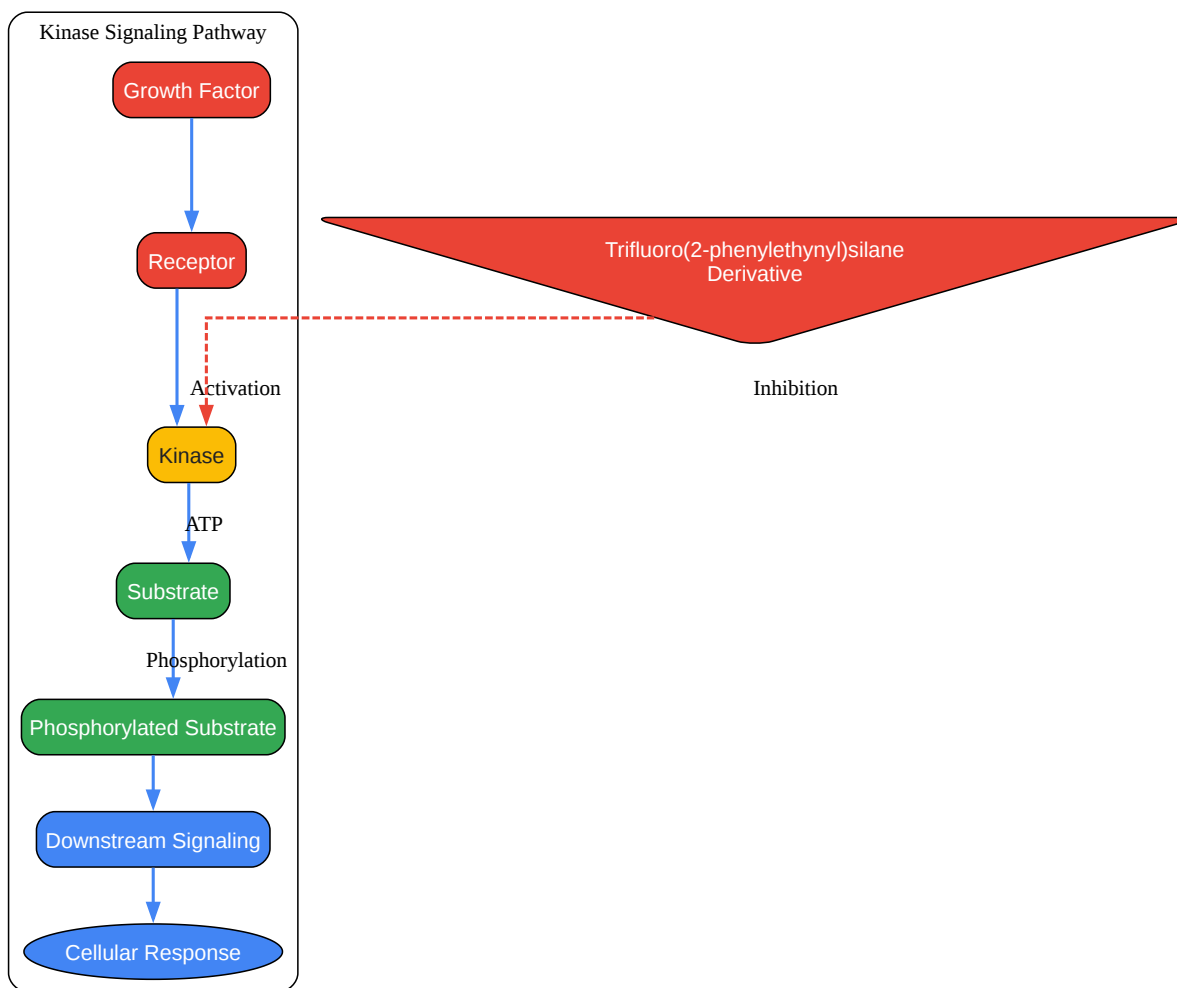 Kinase Signaling Pathway
Growth Factor
Receptor
Trifluoro(2-phenylethynyl)silane
Derivative
Activation
Inhibition
Kinase
ATP
Substrate
Phosphorylation
Phosphorylated Substrate
Downstream Signaling
Cellular Response